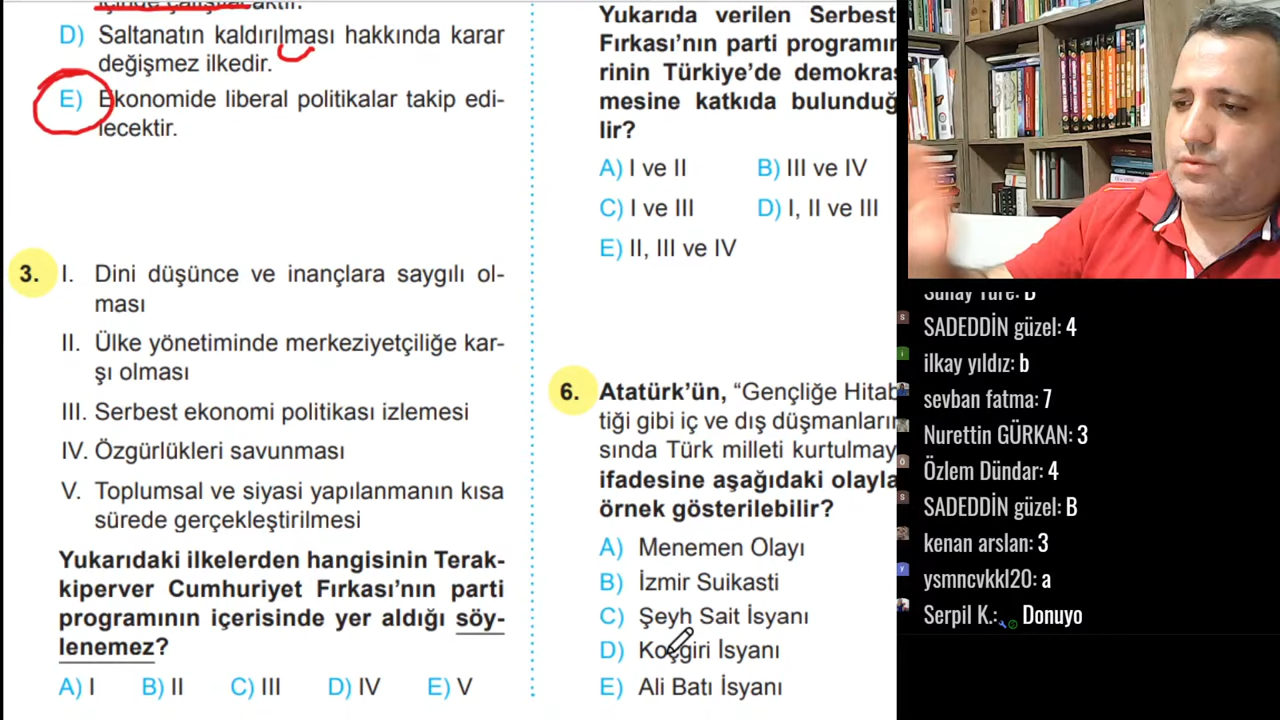 içinde çalışılacaktır.
D) Saltanatın kaldırılması hakkında karar
değişmez ilkedir.
E) Ekonomide liberal politikalar takip edi-
lecektir.
3. I. Dini düşünce ve inançlara saygılı ol-
ması
II. Ülke yönetiminde merkeziyetçiliğe kar-
şı olması
III. Serbest ekonomi politikası izlemesi
IV. Özgürlükleri savunması
V. Toplumsal ve siyasi yapılanmanın kısa
sürede gerçekleştirilmesi
Yukarıdaki ilkelerden hangisinin Terak-
kiperver Cumhuriyet Fırkası’nın parti
programının içerisinde yer aldığı söy-
lenemez?
A) I B) II C) III D) IV E) V
Yukarıda verilen Serbest
Fırkası’nın parti programın
rinin Türkiye’de demokras
mesine katkıda bulunduğ
lir?
A) I ve II B) III ve IV
C) I ve III D) I, II ve III
E) II, III ve IV
6. Atatürk’ün, “Gençliğe Hitab
tiği gibi iç ve dış düşmanların
sında Türk milleti kurtulmay
ifadesine aşağıdaki olayla
örnek gösterilebilir?
A) Menemen Olayı
B) İzmir Suikasti
C) Şeyh Sait İsyanı
D) Koçgiri İsyanı
E) Ali Batı İsyanı
SADEDDİN güzel: 4
ilkay yıldız: b
sevban fatma: 7
Nurettin GÜRKAN: 3
Özlem Dündar: 4
SADEDDİN güzel: B
kenan arslan: 3
ysmncvkkl20: a
Serpil K.: Donuyo